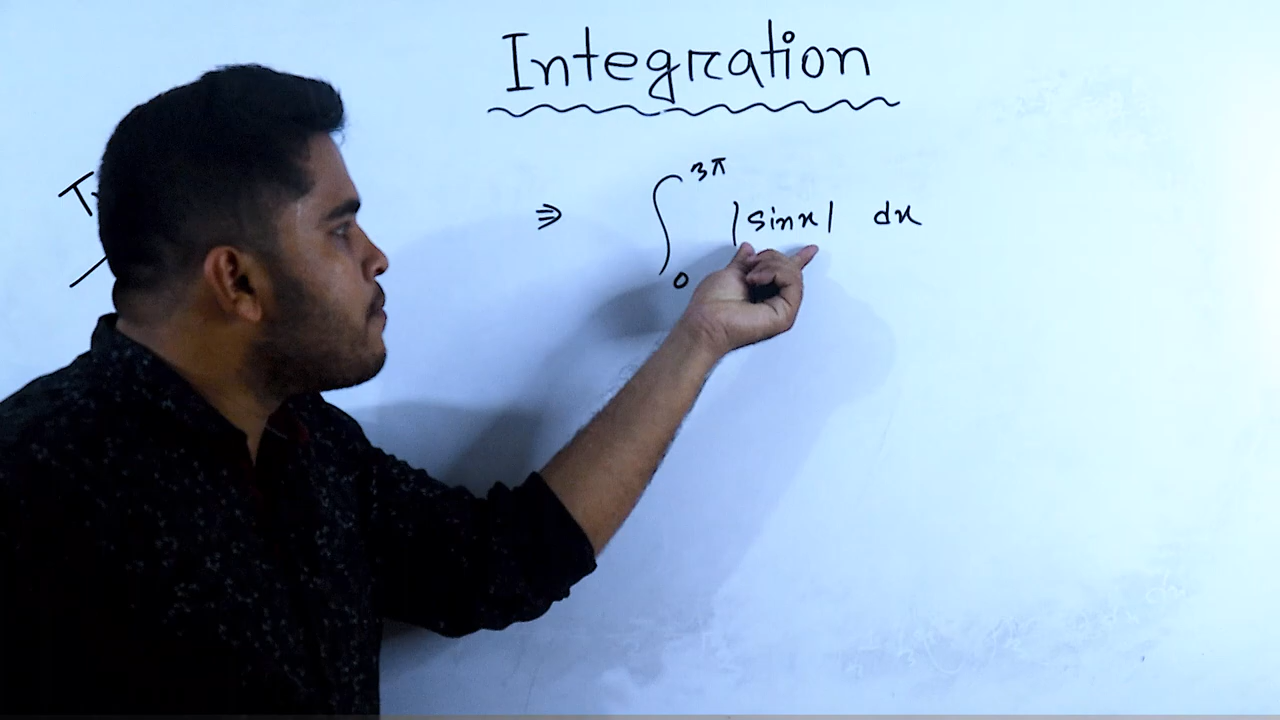 Integration
⇒ ∫₀^3π |sinx| dx